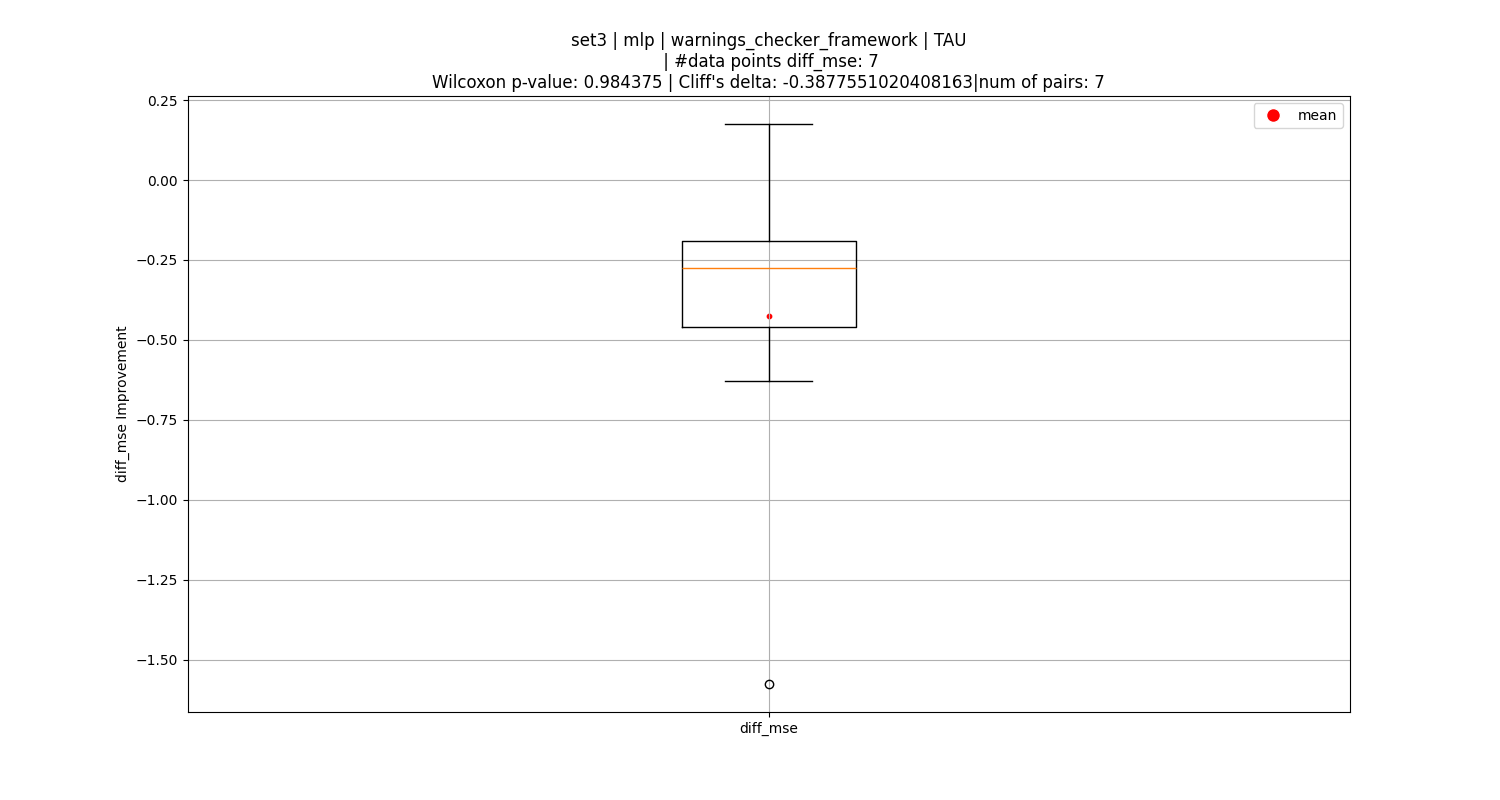 set3 | mlp | warnings_checker_framework | TAU
| #data points diff_mse: 7
Wilcoxon p-value: 0.984375 | Cliff's delta: -0.3877551020408163|num of pairs: 7
mean
0.25
0.00
−0.25
−0.50
−0.75
−1.00
−1.25
−1.50
diff_mse Improvement
diff_mse